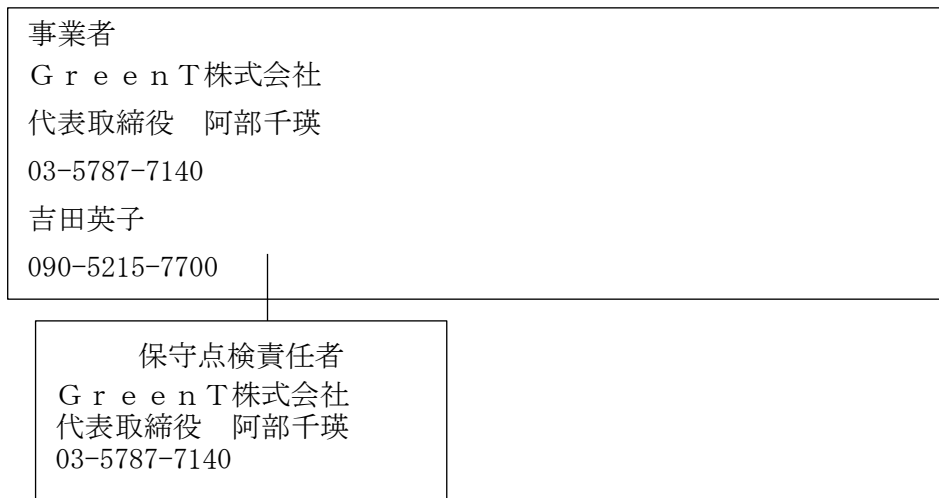 事業者
ＧｒｅｅｎＴ株式会社
代表取締役　阿部千瑛
03-5787-7140
吉田英子
090-5215-7700
保守点検責任者
ＧｒｅｅｎＴ株式会社
代表取締役　阿部千瑛
03-5787-7140